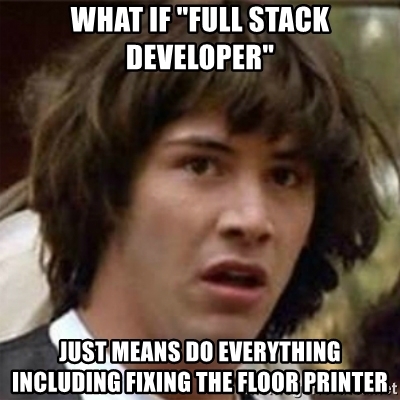 WHAT IF "FULL STACK
DEVELOPER"
JUST MEANS DO EVERYTHING
INCLUDING FIXING THE FLOOR PRINTER